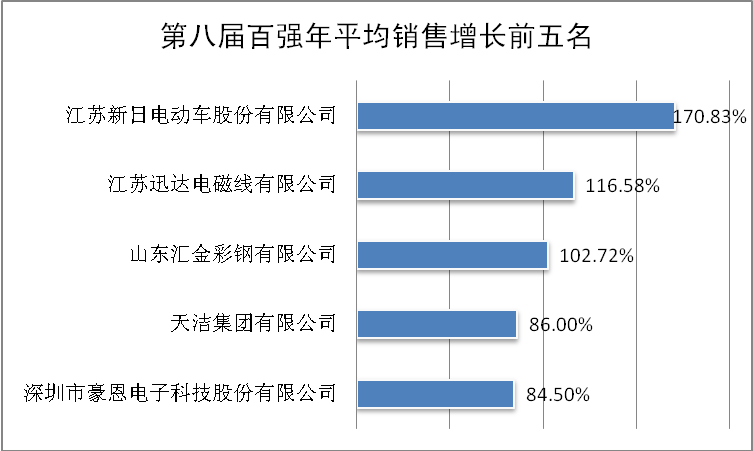 第八届百强年平均销售增长前五名
江苏新日电动车股份有限公司
170.83%
江苏迅达电磁线有限公司
116.58%
山东汇金彩钢有限公司
102.72%
天洁集团有限公司
86.00%
深圳市豪恩电子科技股份有限公司
84.50%